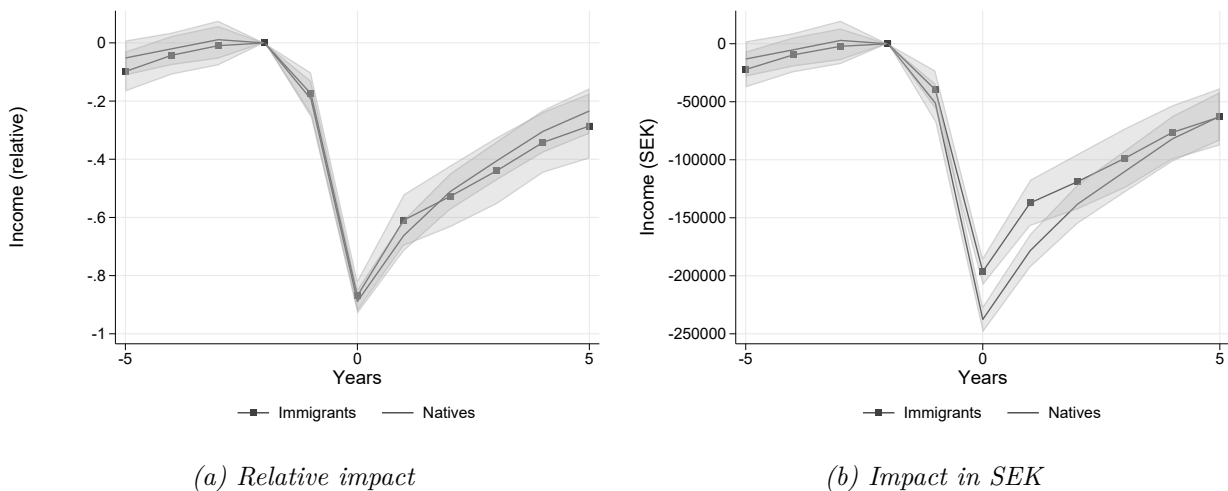 0
-.2
-.4
-.6
-.8
-1
Income (relative)
-5
0
5
Years
Immigrants
Natives
(a) Relative impact
0
-50000
-100000
-150000
-200000
-250000
Income (SEK)
-5
0
5
Years
Immigrants
Natives
(b) Impact in SEK